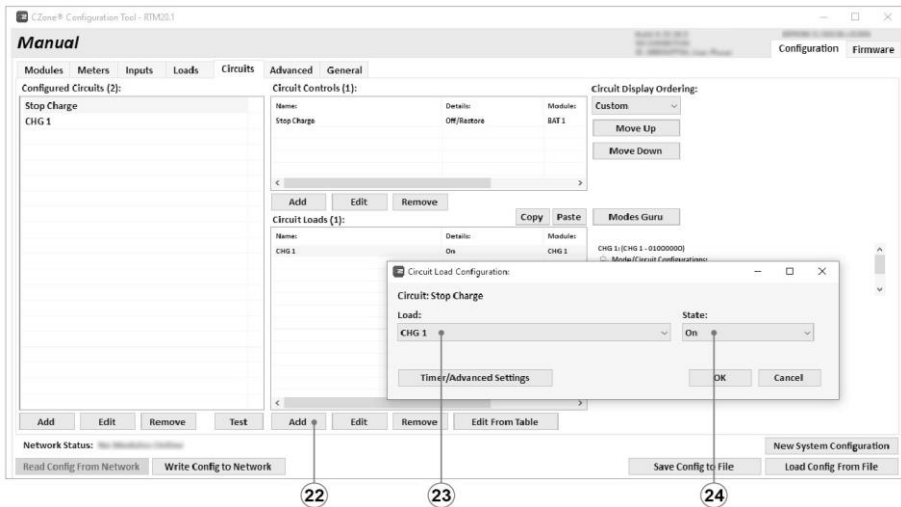 CZone® Configuration Tool - RTM20.1
Manual
Configuration Firmware
Modules Meters Inputs Loads Circuits Advanced General
Configured Circuits (2):
Stop Charge
CHG 1
Circuit Controls (1):
Name: Details: Module:
Stop Charge Off/Restore BAT 1
Add Edit Remove
Circuit Display Ordering:
Custom
Move Up
Move Down
Circuit Loads (1):
Copy Paste
Modes Guru
Name: Details: Module:
CHG 1 On CHG 1
CHG 1: (CHG 1 - 01000000)
Mode/Circuit Configurations:
Circuit Load Configuration:
Circuit: Stop Charge
Load: State:
CHG 1 On
Timer/Advanced Settings OK Cancel
Add Edit Remove Test
Add Edit Remove Edit From Table
Network Status:
New System Configuration
Read Config From Network Write Config to Network
Save Config to File Load Config From File
22 23 24